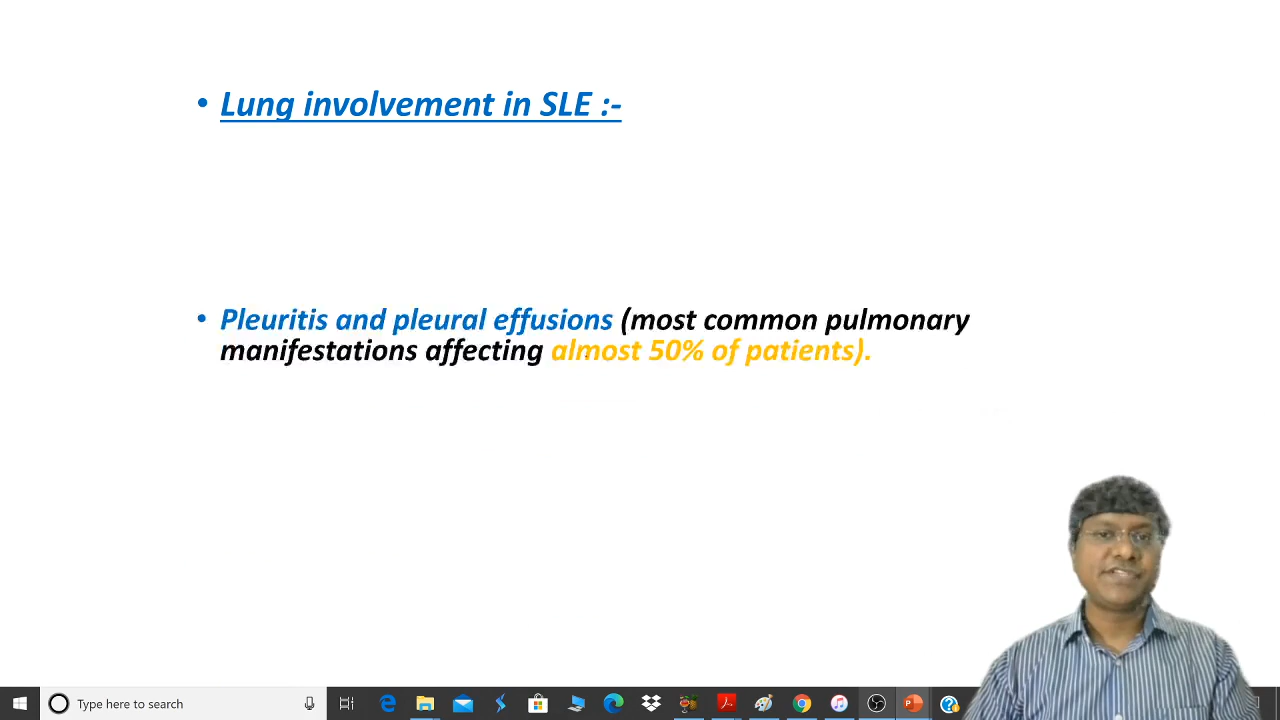 • Lung involvement in SLE :-
• Pleuritis and pleural effusions (most common pulmonary
manifestations affecting almost 50% of patients).
Type here to search